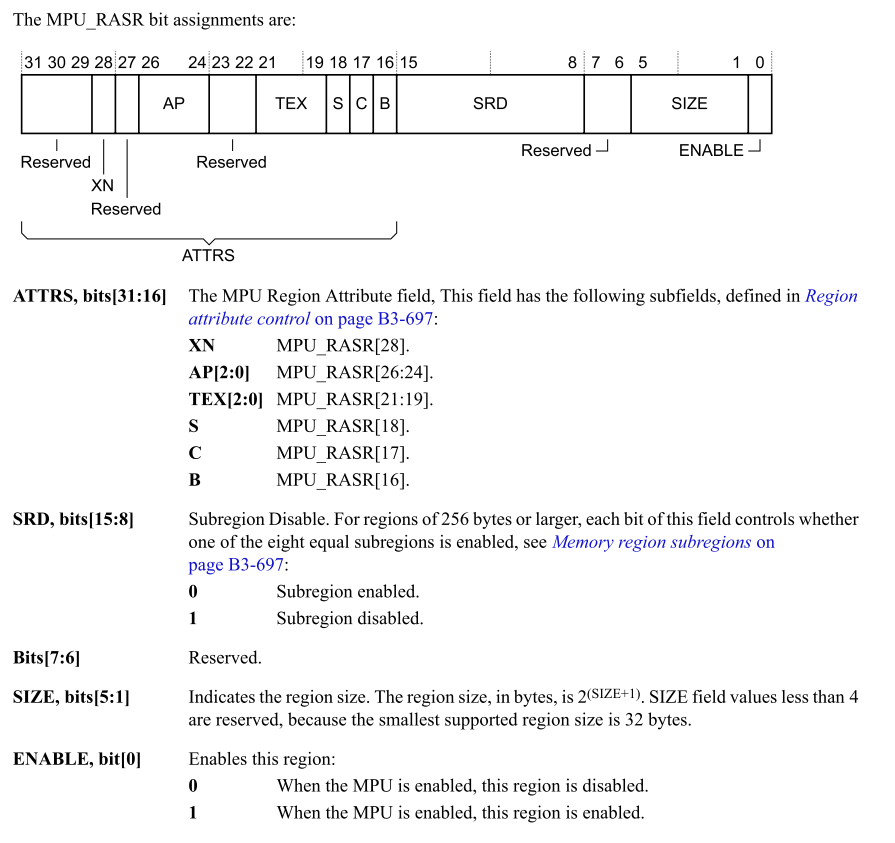 The MPU_RASR bit assignments are:
31 30 29 28 27 26 24 23 22 21 19 18 17 16 15 8 7 6 5 1 0
AP TEX S C B SRD SIZE
Reserved Reserved Reserved ENABLE
XN
Reserved
ATTRS
ATTRS, bits[31:16] The MPU Region Attribute field, This field has the following subfields, defined in Region
attribute control on page B3-697:
XN MPU_RASR[28].
AP[2:0] MPU_RASR[26:24].
TEX[2:0] MPU_RASR[21:19].
S MPU_RASR[18].
C MPU_RASR[17].
B MPU_RASR[16].
SRD, bits[15:8] Subregion Disable. For regions of 256 bytes or larger, each bit of this field controls whether
one of the eight equal subregions is enabled, see Memory region subregions on
page B3-697:
0 Subregion enabled.
1 Subregion disabled.
Bits[7:6] Reserved.
SIZE, bits[5:1] Indicates the region size. The region size, in bytes, is 2(SIZE+1). SIZE field values less than 4
are reserved, because the smallest supported region size is 32 bytes.
ENABLE, bit[0] Enables this region:
0 When the MPU is enabled, this region is disabled.
1 When the MPU is enabled, this region is enabled.